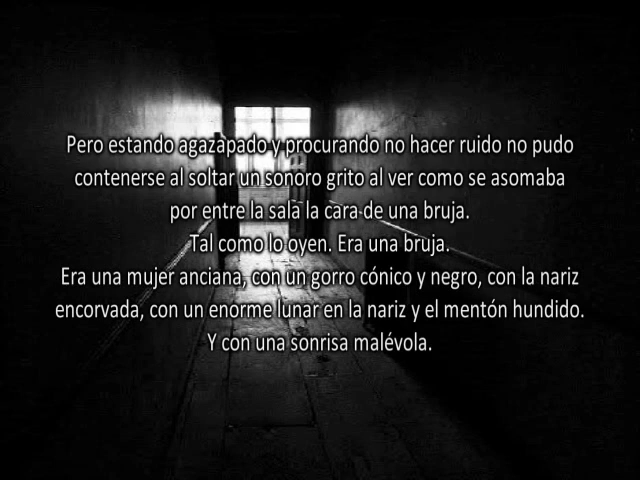 Pero estando agazapado y procurando no hacer ruido no pudo
contenerse al soltar un sonoro grito al ver como se asomaba
por entre la sala la cara de una bruja.
Tal como lo oyen. Era una bruja.
Era una mujer anciana, con un gorro cónico y negro, con la nariz
encorvada, con un enorme lunar en la nariz y el mentón hundido.
Y con una sonrisa malévola.